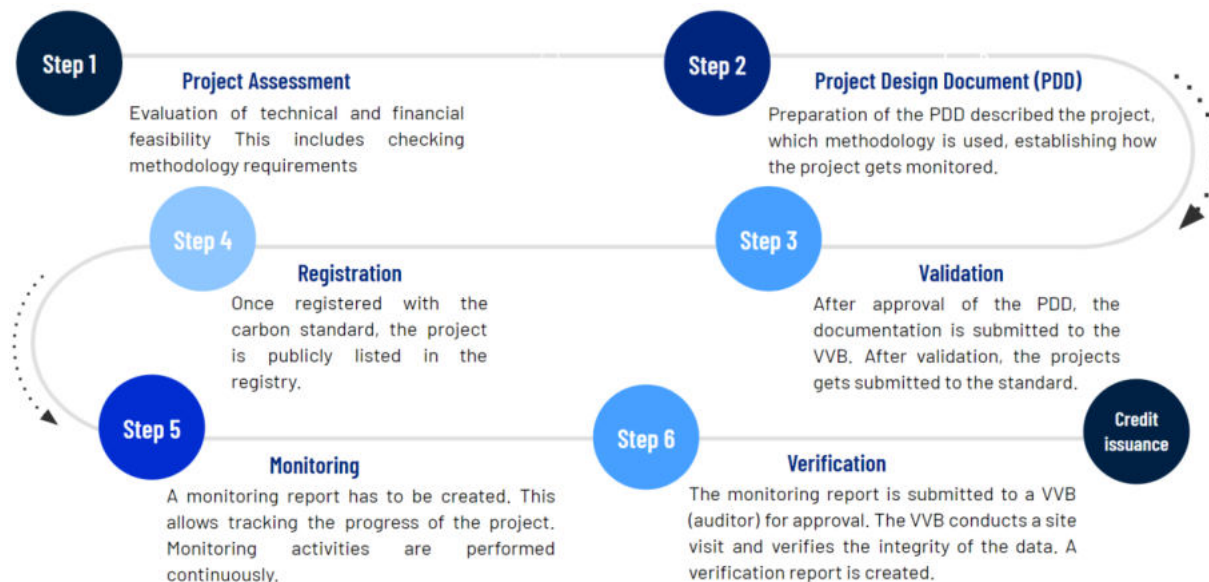 Step 1
Project Assessment
Evaluation of technical and financial
feasibility This includes checking
methodology requirements
Step 2
Project Design Document (PDD)
Preparation of the PDD described the project,
which methodology is used, establishing how
the project gets monitored.
Step 3
Validation
After approval of the PDD, the
documentation is submitted to the
VVB. After validation, the projects
gets submitted to the standard.
Step 4
Registration
Once registered with the
carbon standard, the project
is publicly listed in the
registry.
Step 5
Monitoring
A monitoring report has to be created. This
allows tracking the progress of the project.
Monitoring activities are performed
continuously.
Step 6
Verification
The monitoring report is submitted to a VVB
(auditor) for approval. The VVB conducts a site
visit and verifies the integrity of the data. A
verification report is created.
Credit
issuance